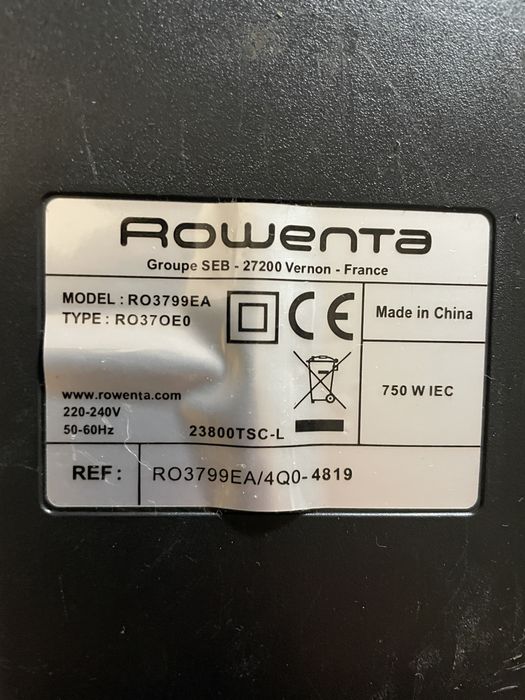 Rowenta
Groupe SEB - 27200 Vernon - France
MODEL : RO3799EA
TYPE : RO37OE0
CE
Made in China
www.rowenta.com
220-240V
50-60Hz
23800TSC-L
750 W IEC
REF : RO3799EA/4Q0-4819